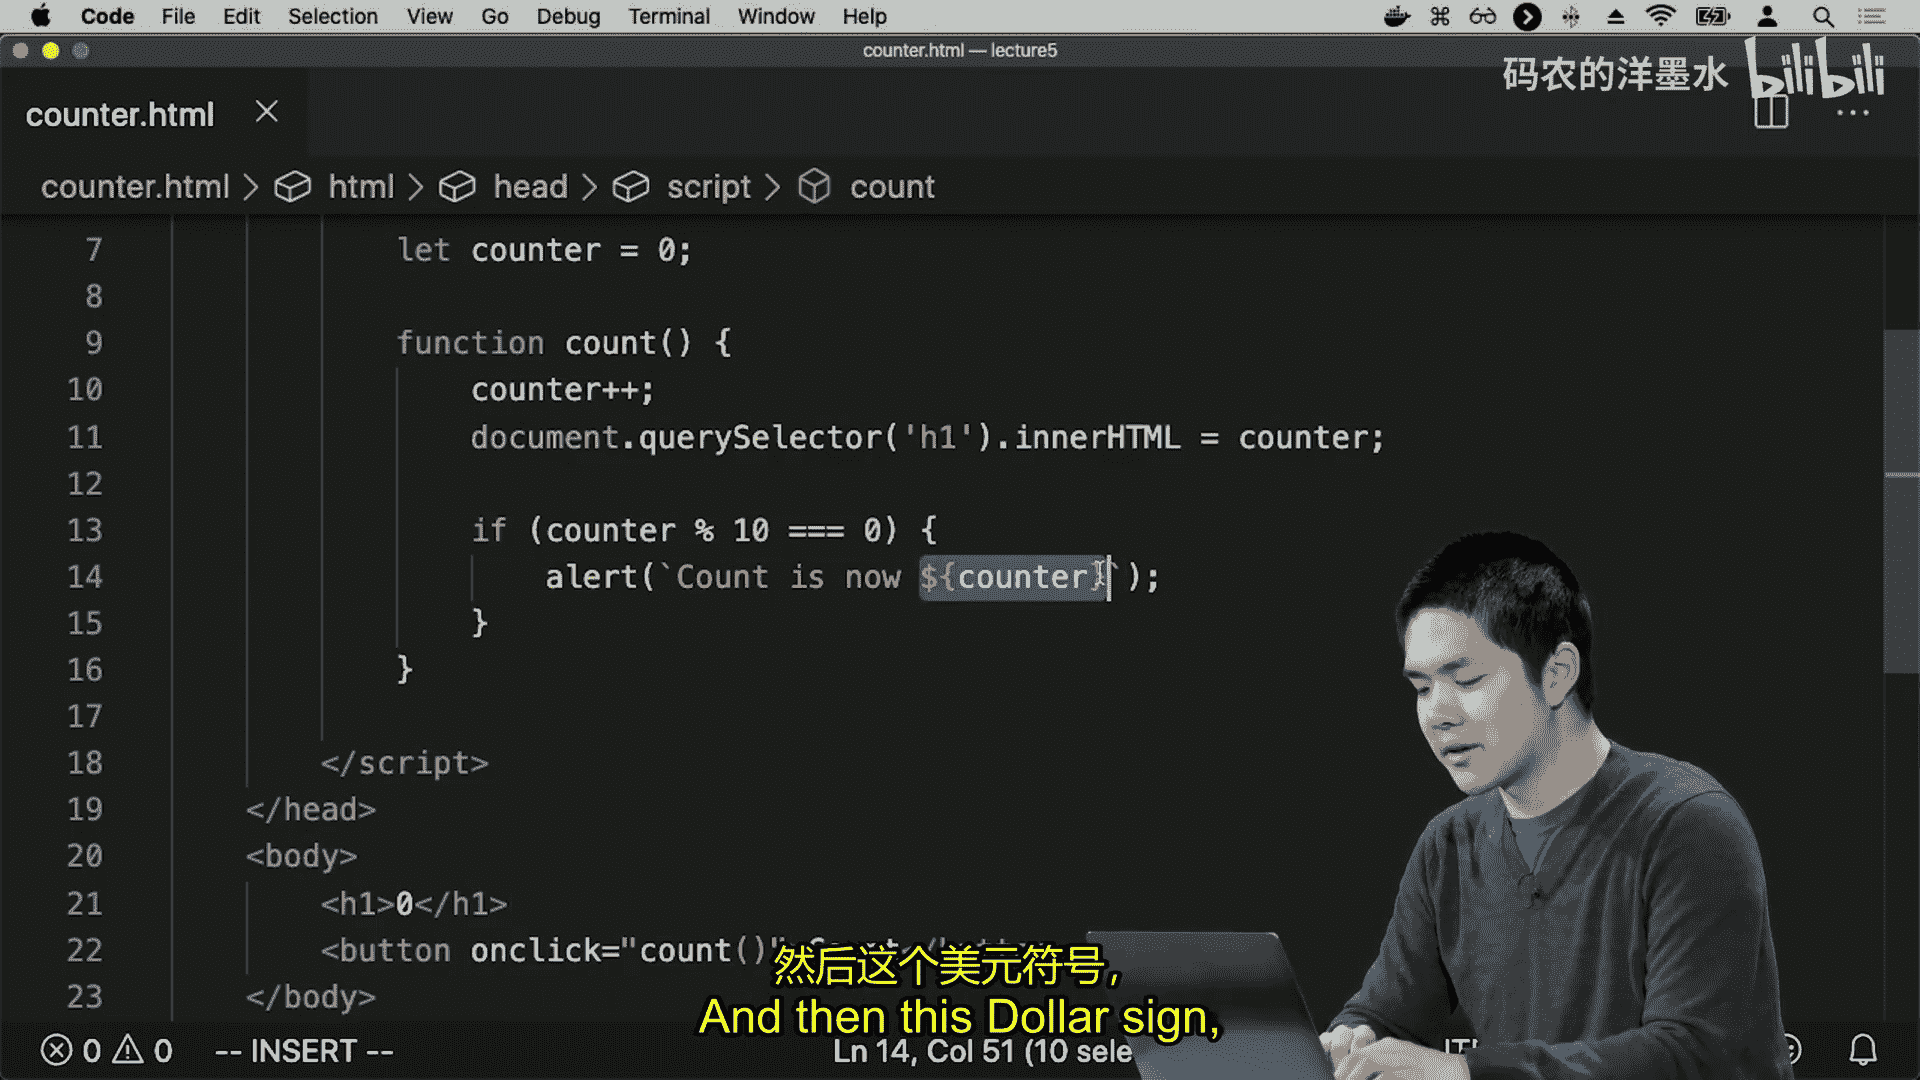 Code File Edit Selection View Go Debug Terminal Window Help
counter.html — lecture5
码农的洋墨水 bilibili
counter.html
counter.html > html > head > script > count
7 let counter = 0;
8
9 function count() {
10 counter++;
11 document.querySelector('h1').innerHTML = counter;
12
13 if (counter % 10 === 0) {
14 alert(`Count is now ${counter}`);
15 }
16 }
17
18 </script>
19 </head>
20 <body>
21 <h1>0</h1>
22 <button onclick="count()"
23 </body>
然后这个美元符号,
And then this Dollar sign,
0 0 -- INSERT -- Ln 14, Col 51 (10 sele